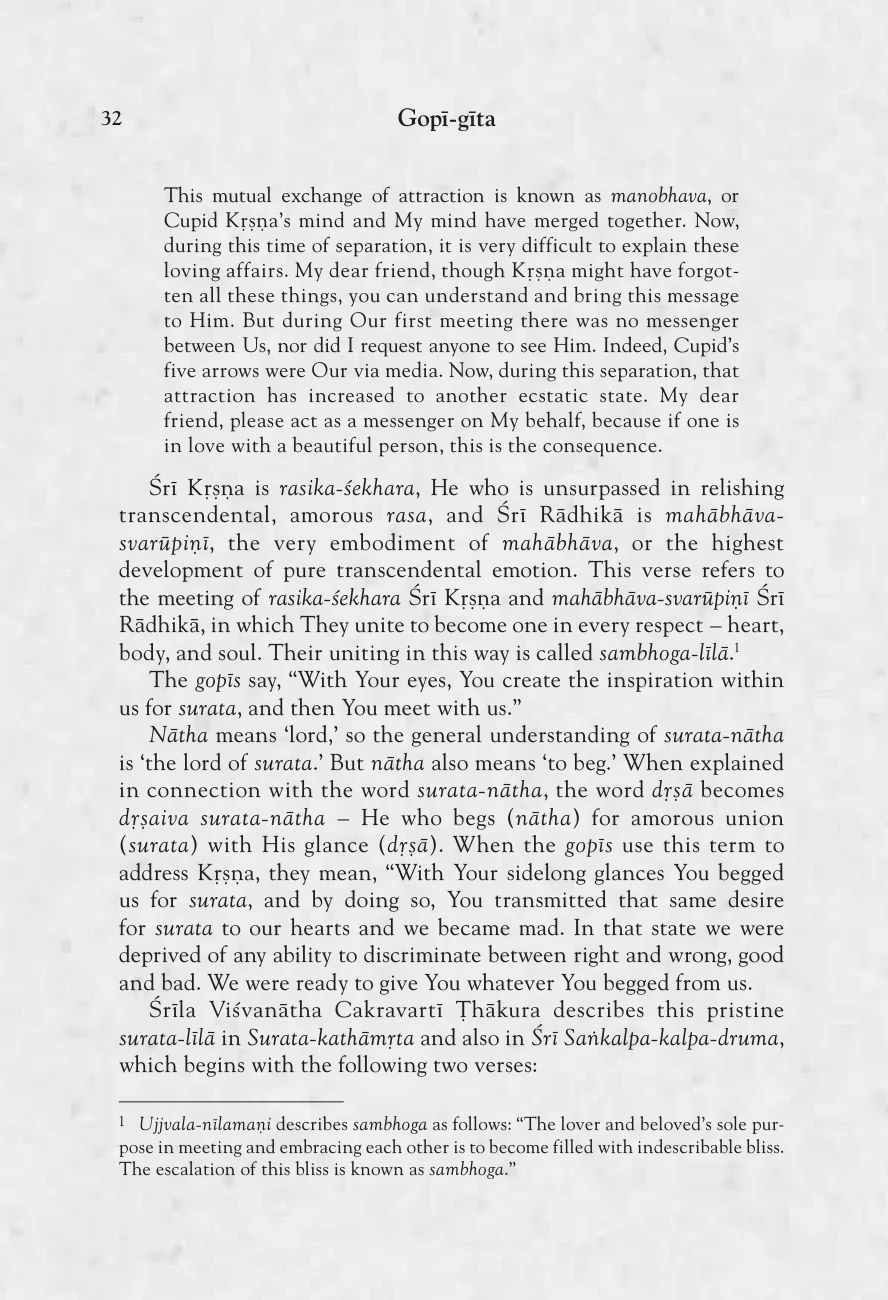 32
Gopī-gīta
This mutual exchange of attraction is known as manobhava, or
Cupid Kṛṣṇa’s mind and My mind have merged together. Now,
during this time of separation, it is very difficult to explain these
loving affairs. My dear friend, though Kṛṣṇa might have forgot-
ten all these things, you can understand and bring this message
to Him. But during Our first meeting there was no messenger
between Us, nor did I request anyone to see Him. Indeed, Cupid’s
five arrows were Our via media. Now, during this separation, that
attraction has increased to another ecstatic state. My dear
friend, please act as a messenger on My behalf, because if one is
in love with a beautiful person, this is the consequence.
Śrī Kṛṣṇa is rasika-śekhara, He who is unsurpassed in relishing
transcendental, amorous rasa, and Śrī Rādhikā is mahābhāva-
svarūpiṇī, the very embodiment of mahābhāva, or the highest
development of pure transcendental emotion. This verse refers to
the meeting of rasika-śekhara Śrī Kṛṣṇa and mahābhāva-svarūpiṇī Śrī
Rādhikā, in which They unite to become one in every respect – heart,
body, and soul. Their uniting in this way is called sambhoga-līlā.¹
The gopīs say, “With Your eyes, You create the inspiration within
us for surata, and then You meet with us.”
Nātha means ‘lord,’ so the general understanding of surata-nātha
is ‘the lord of surata.’ But nātha also means ‘to beg.’ When explained
in connection with the word surata-nātha, the word dṛṣā becomes
dṛṣaiva surata-nātha – He who begs (nātha) for amorous union
(surata) with His glance (dṛṣā). When the gopīs use this term to
address Kṛṣṇa, they mean, “With Your sidelong glances You begged
us for surata, and by doing so, You transmitted that same desire
for surata to our hearts and we became mad. In that state we were
deprived of any ability to discriminate between right and wrong, good
and bad. We were ready to give You whatever You begged from us.
Śrīla Viśvanātha Cakravartī Ṭhākura describes this pristine
surata-līlā in Surata-kathāmṛta and also in Śrī Saṅkalpa-kalpa-druma,
which begins with the following two verses:
1 Ujjvala-nīlamaṇi describes sambhoga as follows: “The lover and beloved’s sole pur-
pose in meeting and embracing each other is to become filled with indescribable bliss.
The escalation of this bliss is known as sambhoga.”